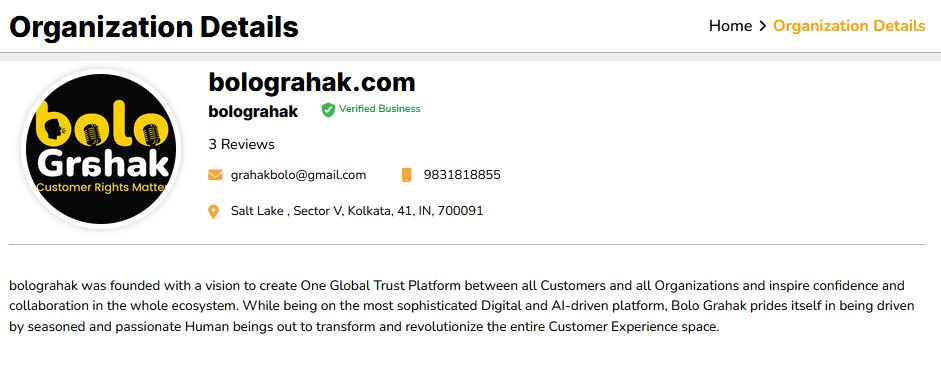 Organization Details
Home > Organization Details
bolograhak.com
bolograhak Verified Business
3 Reviews
grahakbolo@gmail.com 9831818855
Salt Lake , Sector V, Kolkata, 41, IN, 700091
bolo
Grahak
Customer Rights Matter
bolograhak was founded with a vision to create One Global Trust Platform between all Customers and all Organizations and inspire confidence and
collaboration in the whole ecosystem. While being on the most sophisticated Digital and AI-driven platform, Bolo Grahak prides itself in being driven
by seasoned and passionate Human beings out to transform and revolutionize the entire Customer Experience space.